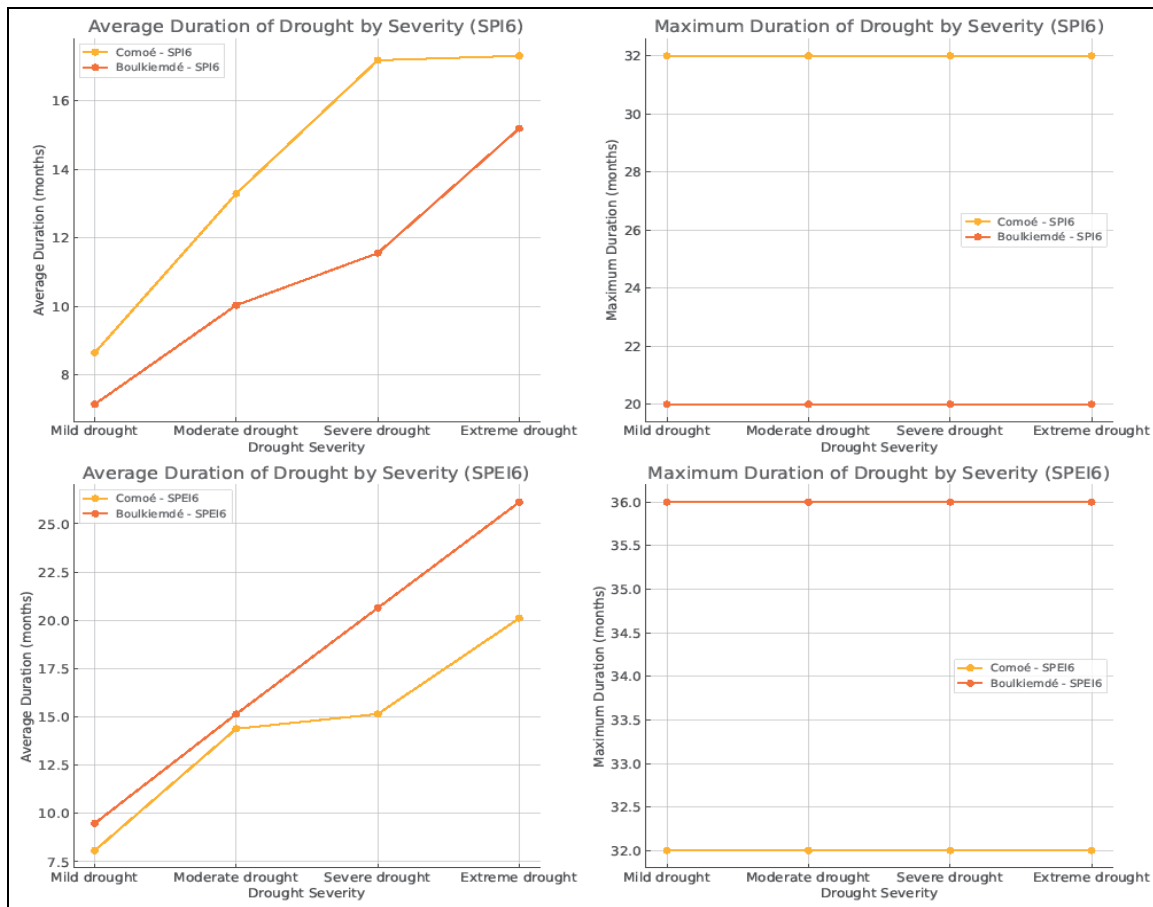 Average Duration of Drought by Severity (SPI6)
Comoé - SPI6
Boulkiemdé - SPI6
Average Duration (months)
16
14
12
10
8
Mild drought
Moderate drought
Severe drought
Extreme drought
Drought Severity
Maximum Duration of Drought by Severity (SPI6)
Comoé - SPI6
Boulkiemdé - SPI6
Maximum Duration (months)
32
30
28
26
24
22
20
Mild drought
Moderate drought
Severe drought
Extreme drought
Drought Severity
Average Duration of Drought by Severity (SPEI6)
Comoé - SPEI6
Boulkiemdé - SPEI6
Average Duration (months)
25.0
22.5
20.0
17.5
15.0
12.5
10.0
7.5
Mild drought
Moderate drought
Severe drought
Extreme drought
Drought Severity
Maximum Duration of Drought by Severity (SPEI6)
Comoé - SPEI6
Boulkiemdé - SPEI6
Maximum Duration (months)
36.0
35.5
35.0
34.5
34.0
33.5
33.0
32.5
32.0
Mild drought
Moderate drought
Severe drought
Extreme drought
Drought Severity